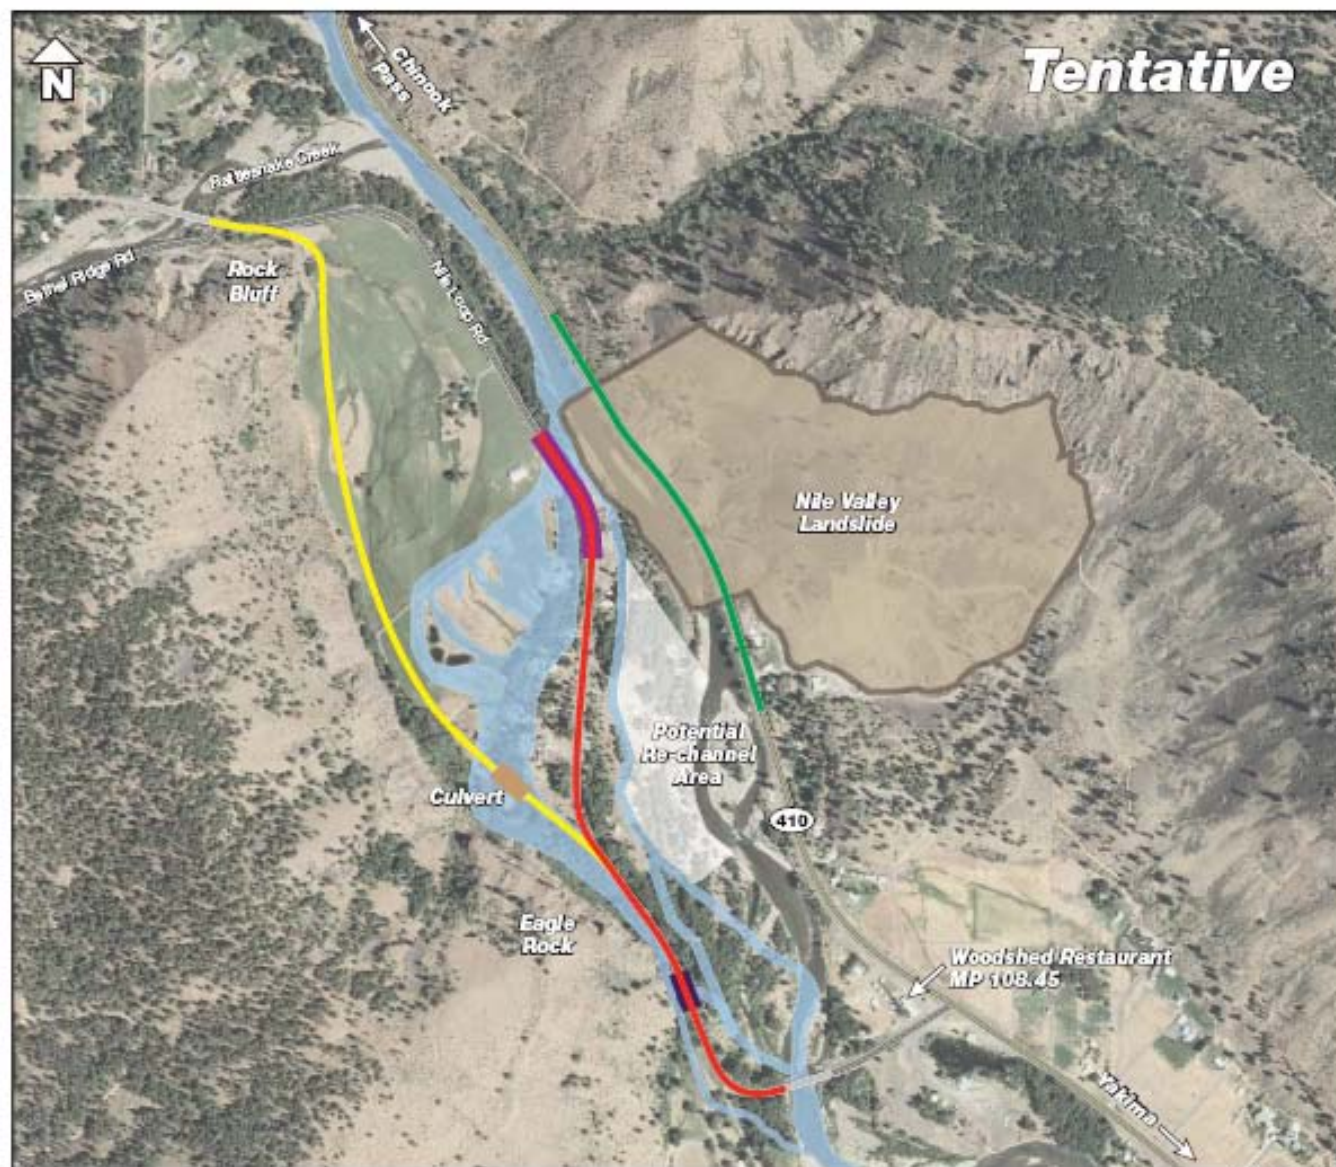 Tentative
N
Chinook
Pass
Rattlesnake Creek
Bethel Ridge Rd
Rock
Bluff
Nile Loop Rd
Nile Valley
Landslide
Potential
Re-channel
Area
Culvert
410
Eagle
Rock
Woodshed Restaurant
MP 108.45
Yakima